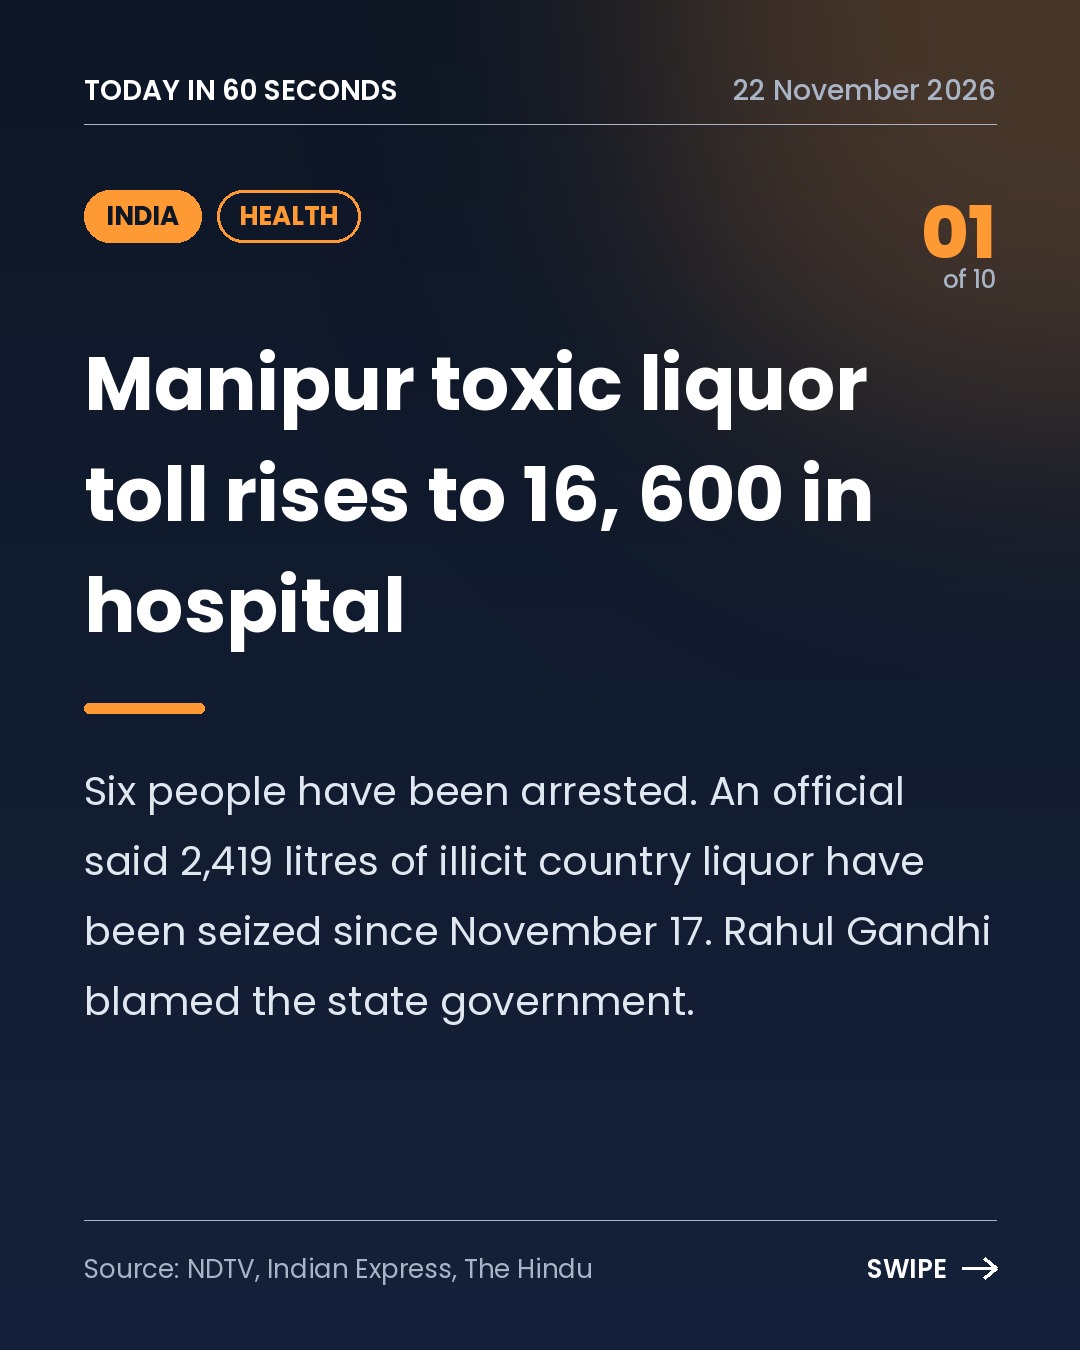 TODAY IN 60 SECONDS
22 November 2026
INDIA
HEALTH
01
of 10
Manipur toxic liquor
toll rises to 16, 600 in
hospital
Six people have been arrested. An official
said 2,419 litres of illicit country liquor have
been seized since November 17. Rahul Gandhi
blamed the state government.
Source: NDTV, Indian Express, The Hindu
SWIPE